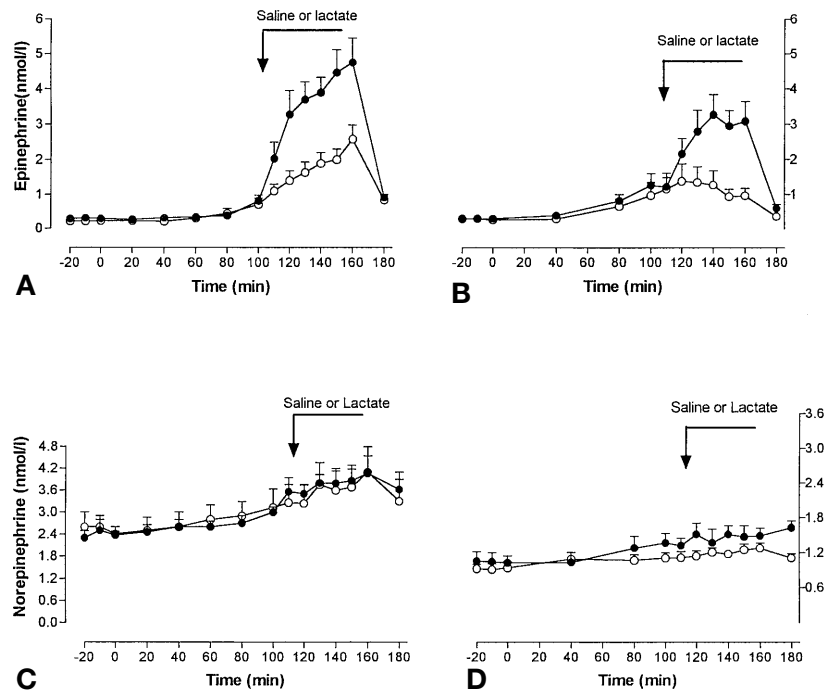 Saline or lactate
Epinephrine(nmol/l)
6
5
4
3
2
1
0
-20 0 20 40 60 80 100 120 140 160 180
A
Time (min)
Saline or lactate
6
5
4
3
2
1
-20 0 20 40 60 80 100 120 140 160 180
B
Time (min)
Saline or Lactate
Norepinephrine (nmol/l)
4.8
4.2
3.6
3.0
2.4
1.8
1.2
0.6
0.0
-20 0 20 40 60 80 100 120 140 160 180
C
Time (min)
Saline or Lactate
3.6
3.0
2.4
1.8
1.2
0.6
-20 0 20 40 60 80 100 120 140 160 180
D
Time (min)